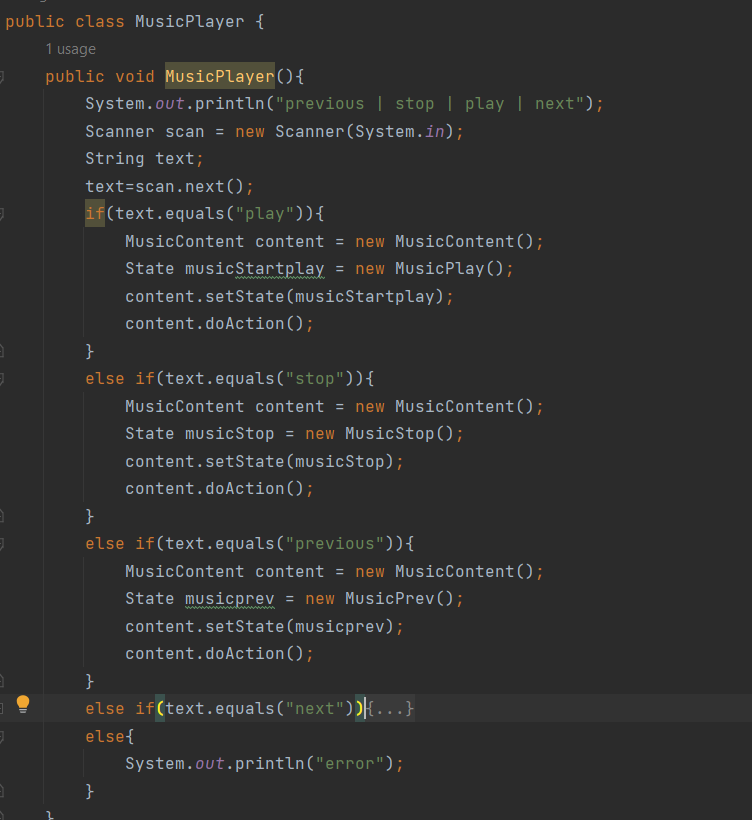 public class MusicPlayer {
1 usage
public void MusicPlayer(){
System.out.println("previous | stop | play | next");
Scanner scan = new Scanner(System.in);
String text;
text=scan.next();
if(text.equals("play")){
MusicContent content = new MusicContent();
State musicStartplay = new MusicPlay();
content.setState(musicStartplay);
content.doAction();
}
else if(text.equals("stop")){
MusicContent content = new MusicContent();
State musicStop = new MusicStop();
content.setState(musicStop);
content.doAction();
}
else if(text.equals("previous")){
MusicContent content = new MusicContent();
State musicprev = new MusicPrev();
content.setState(musicprev);
content.doAction();
}
else if(text.equals("next")){...}
else{
System.out.println("error");
}
}